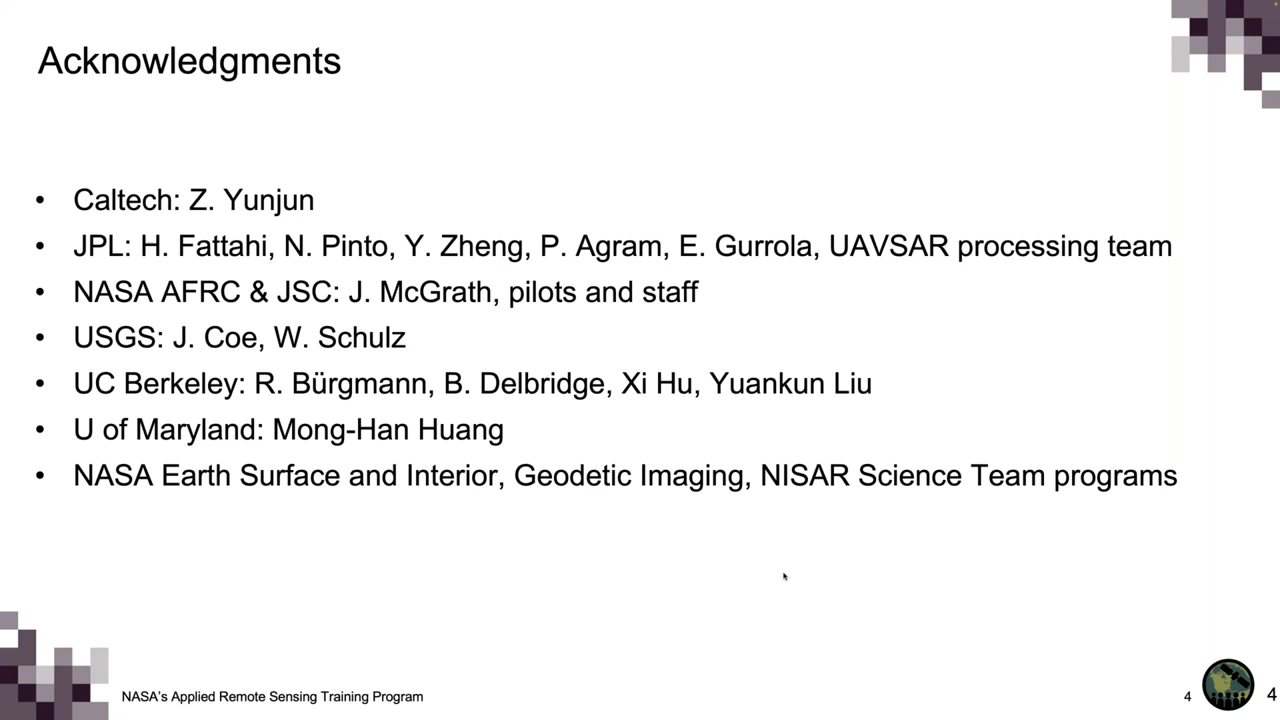 Acknowledgments
• Caltech: Z. Yunjun
• JPL: H. Fattahi, N. Pinto, Y. Zheng, P. Agram, E. Gurrola, UAVSAR processing team
• NASA AFRC & JSC: J. McGrath, pilots and staff
• USGS: J. Coe, W. Schulz
• UC Berkeley: R. Bürgmann, B. Delbridge, Xi Hu, Yuankun Liu
• U of Maryland: Mong-Han Huang
• NASA Earth Surface and Interior, Geodetic Imaging, NISAR Science Team programs
NASA's Applied Remote Sensing Training Program
4
4